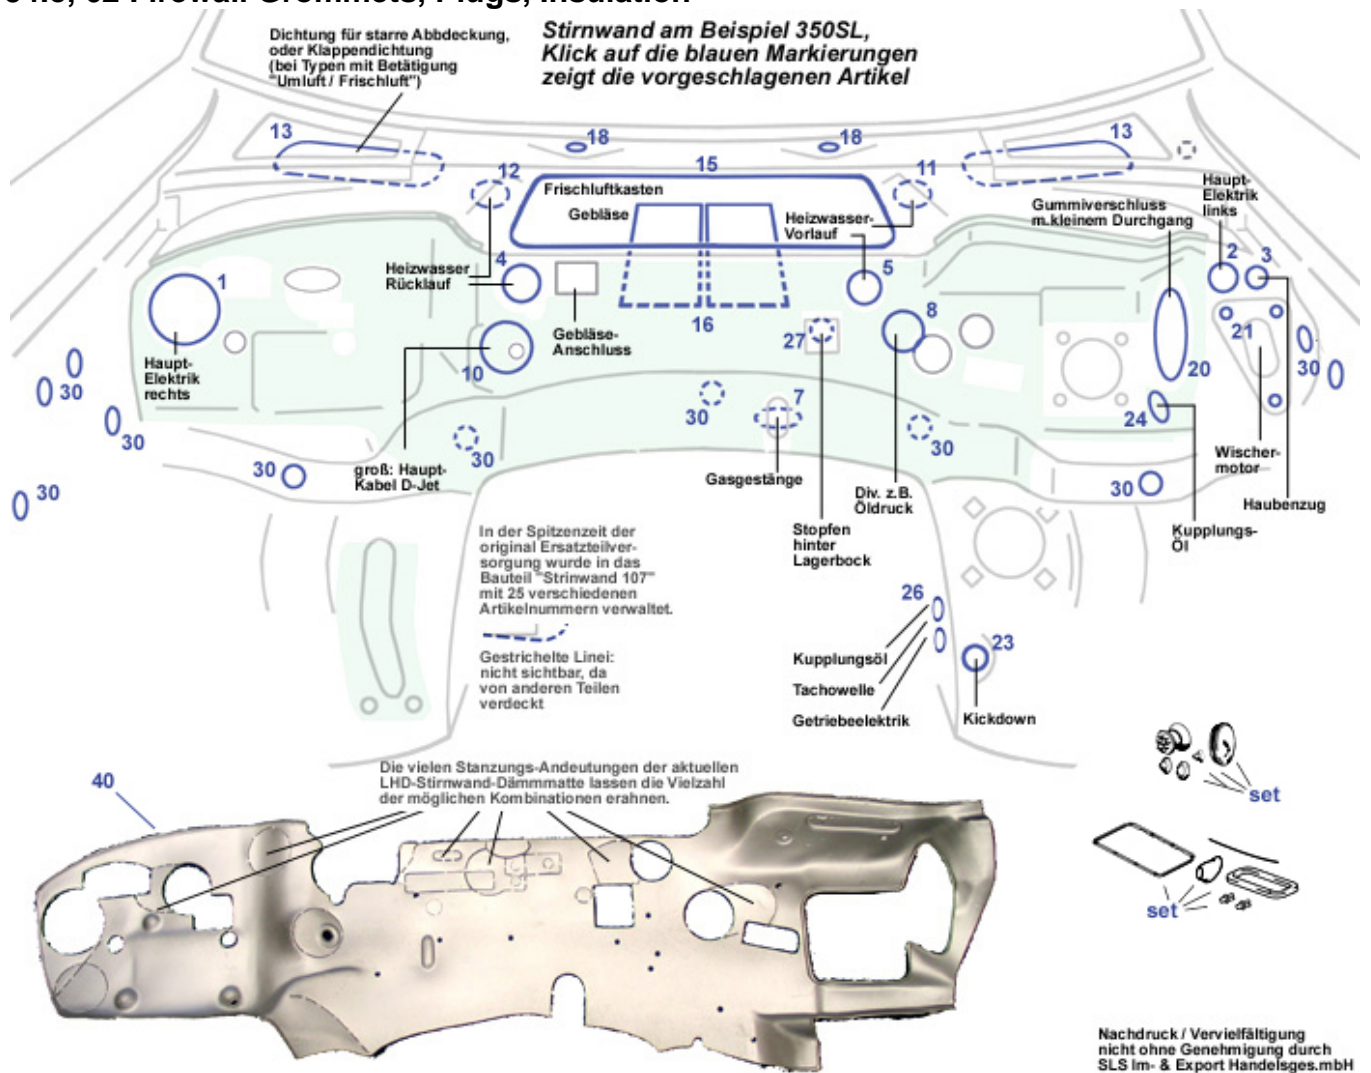 Firewall Grommets, Plugs, Insulation
Dichtung für starre Abbdeckung,
oder Klappendichtung
(bei Typen mit Betätigung
"Umluft / Frischluft")
Stirnwand am Beispiel 350SL,
Klick auf die blauen Markierungen
zeigt die vorgeschlagenen Artikel
13
18
18
13
12
15
11
Frischluftkasten
Gebläse
Heizwasser-
Vorlauf
Gummiverschluss
m.kleinem Durchgang
Haupt-
Elektrik
links
2
3
1
4
5
Heizwasser
Rücklauf
Gebläse-
Anschluss
16
27
8
21
Haupt-
Elektrik
rechts
10
20
30
30
30
7
24
30
30
30
30
30
30
30
groß: Haupt-
Kabel D-Jet
Gasgestänge
Div. z.B.
Öldruck
Wischer-
motor
Haubenzug
Stopfen
hinter
Lagerbock
Kupplungs-
Öl
In der Spitzenzeit der
original Ersatzteilver-
sorgung wurde in das
Bauteil "Strinwand 107"
mit 25 verschiedenen
Artikelnummern verwaltet.
Gestrichelte Linei:
nicht sichtbar, da
von anderen Teilen
verdeckt
26
23
Kupplungsöl
Tachowelle
Getriebeelektrik
Kickdown
40
Die vielen Stanzungs-Andeutungen der aktuellen
LHD-Stirnwand-Dämmmatte lassen die Vielzahl
der möglichen Kombinationen erahnen.
set
set
Nachdruck / Vervielfältigung
nicht ohne Genehmigung durch
SLS Im- & Export Handelsges.mbH